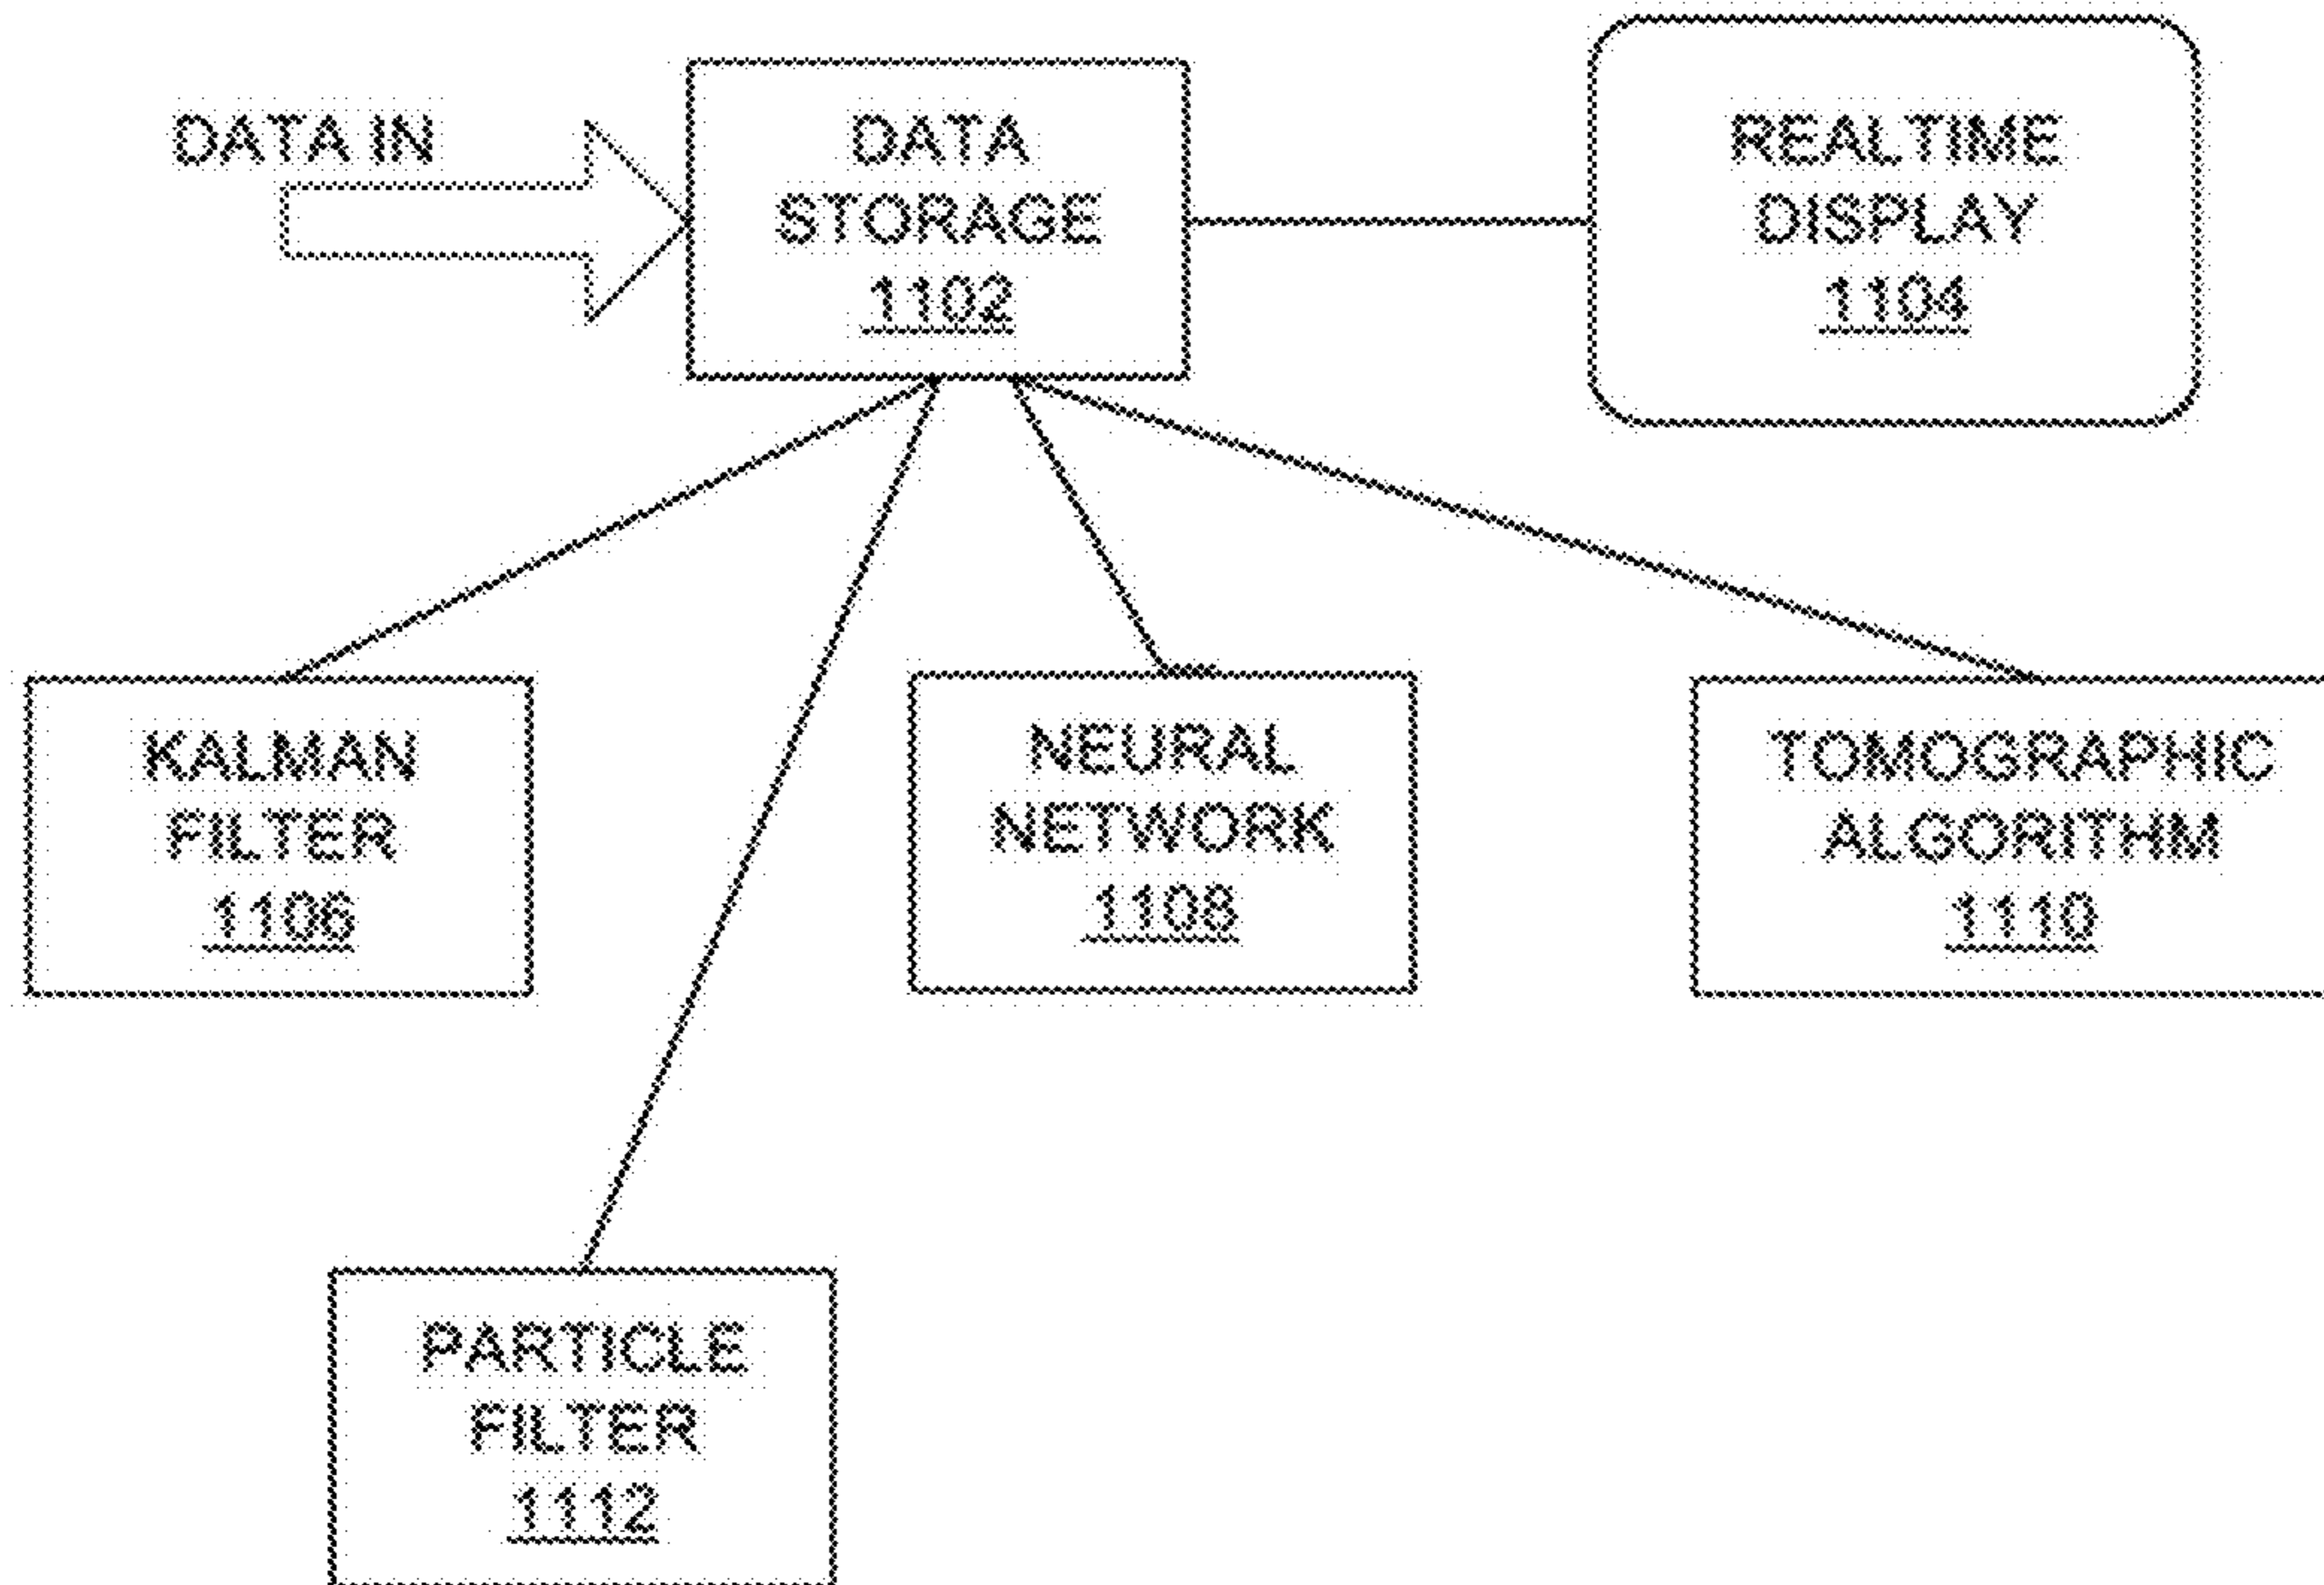 DATA IN
DATA
STORAGE
1102
REALTIME
DISPLAY
1104
KALMAN
FILTER
1106
NEURAL
NETWORK
1108
TOMOGRAPHIC
ALGORITHM
1110
PARTICLE
FILTER
1112